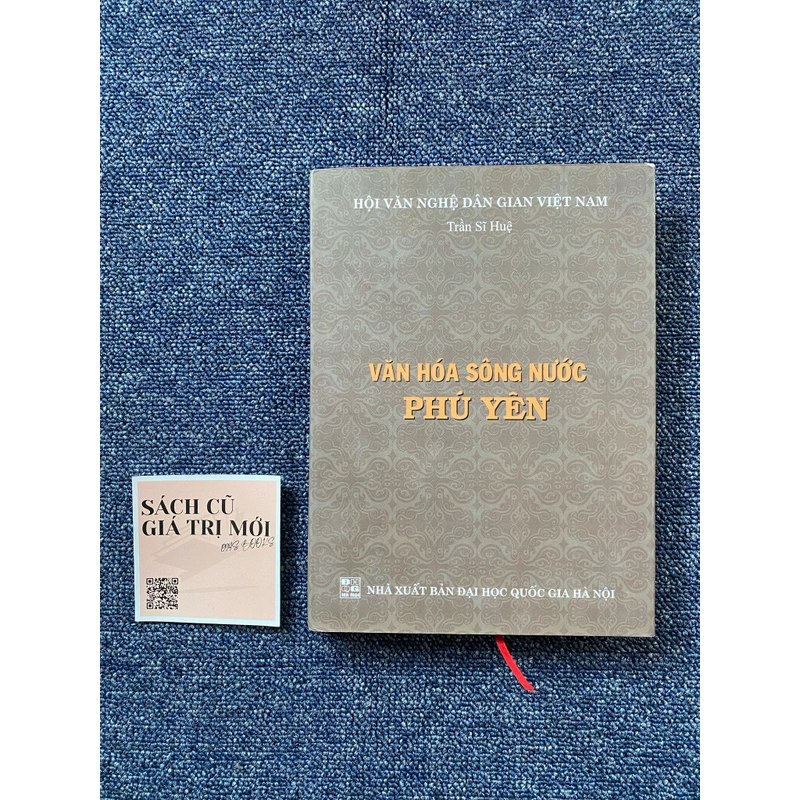 HỘI VĂN NGHỆ DÂN GIAN VIỆT NAM
Trần Sĩ Huệ
VĂN HÓA SÔNG NƯỚC
PHÚ YÊN
NHÀ XUẤT BẢN ĐẠI HỌC QUỐC GIA HÀ NỘI
SÁCH CŨ
GIÁ TRỊ MỚI